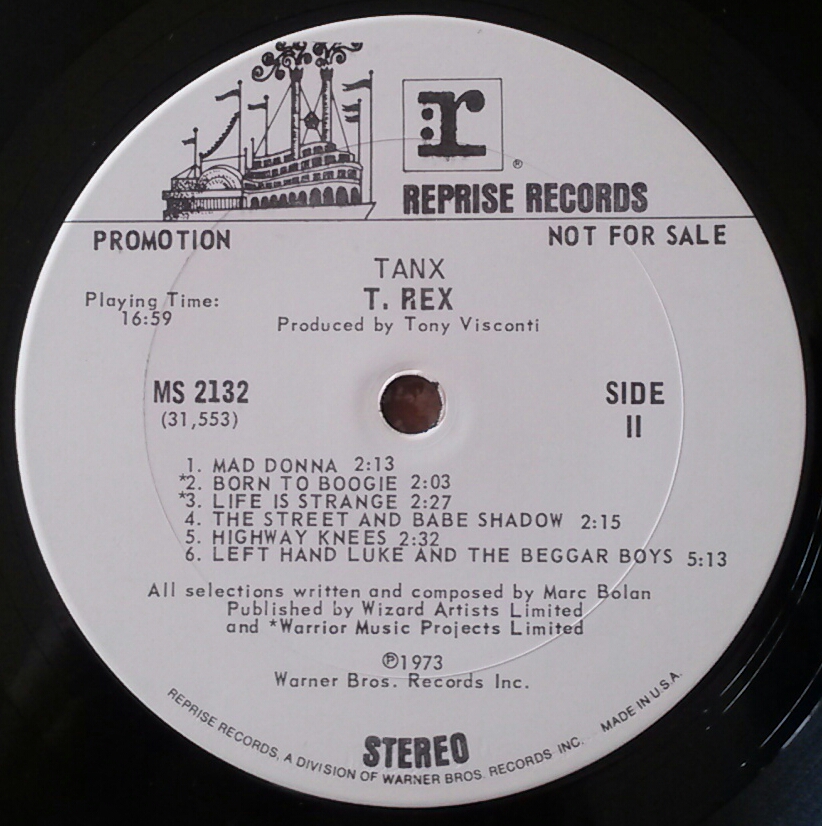 :r
®
REPRISE RECORDS
PROMOTION
NOT FOR SALE
TANX
T. REX
Playing Time:
16:59
Produced by Tony Visconti
MS 2132
(31,553)
SIDE
II
1. MAD DONNA 2:13
*2. BORN TO BOOGIE 2:03
*3. LIFE IS STRANGE 2:27
4. THE STREET AND BABE SHADOW 2:15
5. HIGHWAY KNEES 2:32
6. LEFT HAND LUKE AND THE BEGGAR BOYS 5:13
All selections written and composed by Marc Bolan
Published by Wizard Artists Limited
and *Warrior Music Projects Limited
℗1973
Warner Bros. Records Inc.
STEREO
REPRISE RECORDS, A DIVISION OF WARNER BROS. RECORDS INC. MADE IN U.S.A.